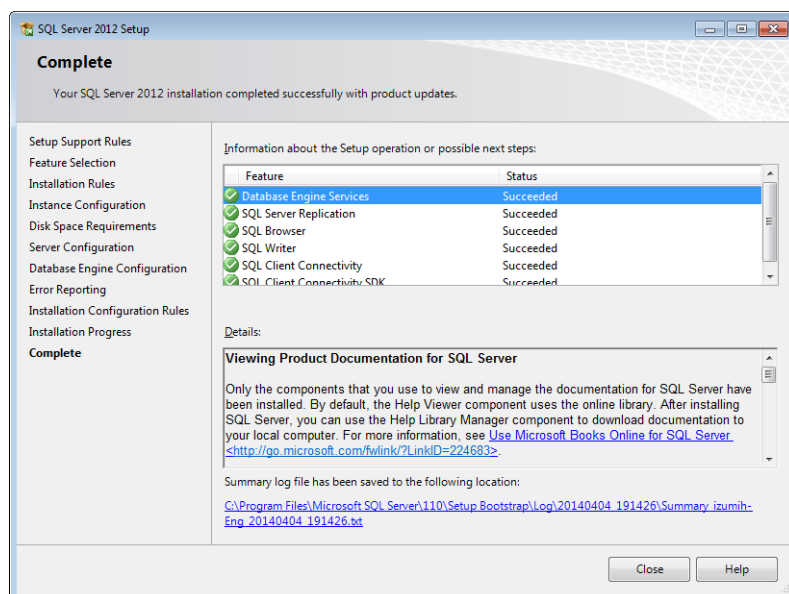 SQL Server 2012 Setup
Complete
Your SQL Server 2012 installation completed successfully with product updates.
Setup Support Rules
Feature Selection
Installation Rules
Instance Configuration
Disk Space Requirements
Server Configuration
Database Engine Configuration
Error Reporting
Installation Configuration Rules
Installation Progress
Complete
Information about the Setup operation or possible next steps:
Feature Status
Database Engine Services Succeeded
SQL Server Replication Succeeded
SQL Browser Succeeded
SQL Writer Succeeded
SQL Client Connectivity Succeeded
SQL Client Connectivity SDK Succeeded
Details:
Viewing Product Documentation for SQL Server
Only the components that you use to view and manage the documentation for SQL Server have
been installed. By default, the Help Viewer component uses the online library. After installing
SQL Server, you can use the Help Library Manager component to download documentation to
your local computer. For more information, see Use Microsoft Books Online for SQL Server
<http://go.microsoft.com/fwlink/?LinkID=224683>.
Summary log file has been saved to the following location:
C:\Program Files\Microsoft SQL Server\110\Setup Bootstrap\Log\20140404_191426\Summary_izumih-
Eng_20140404_191426.txt
Close Help